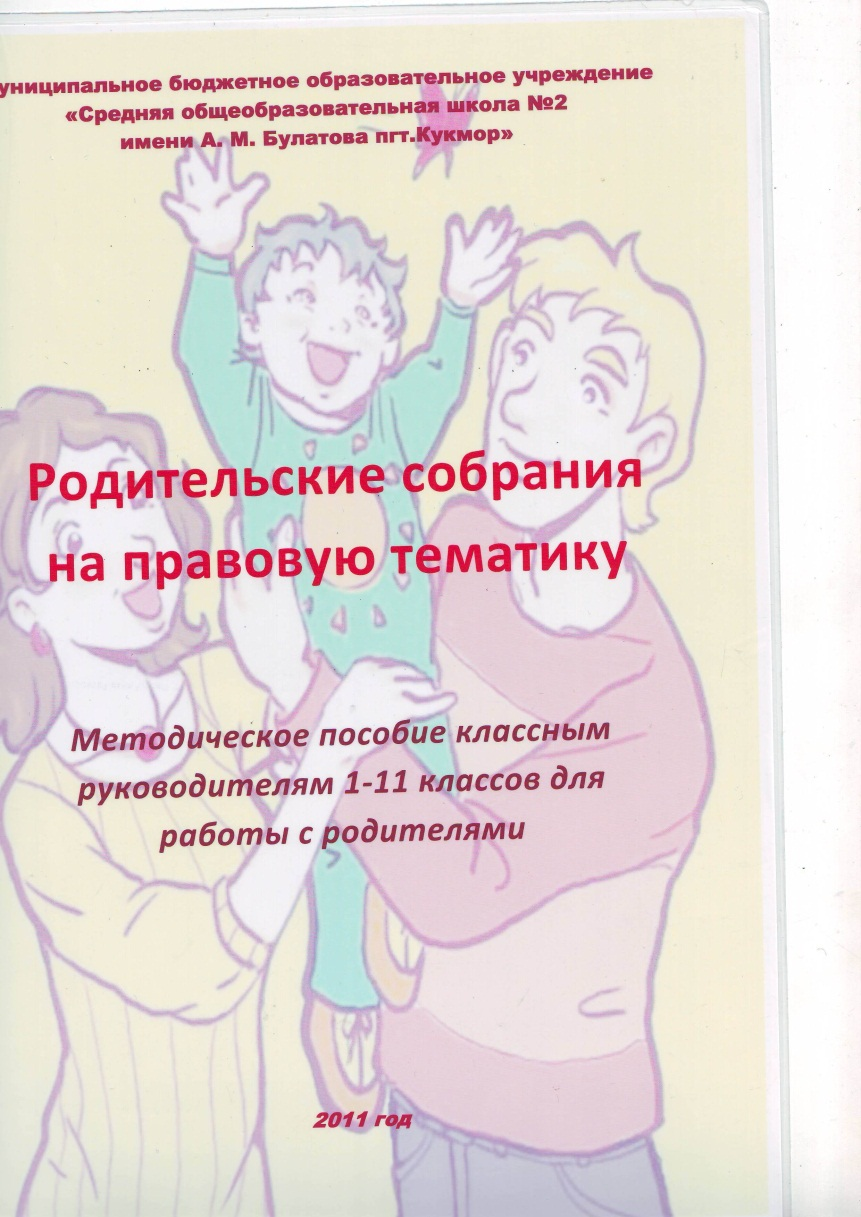 униципальное бюджетное образовательное учреждение
«Средняя общеобразовательная школа №2
имени А. М. Булатова пгт.Кукмор»
Родительские собрания
на правовую тематику
Методическое пособие классным
руководителям 1-11 классов для
работы с родителями
2011 год